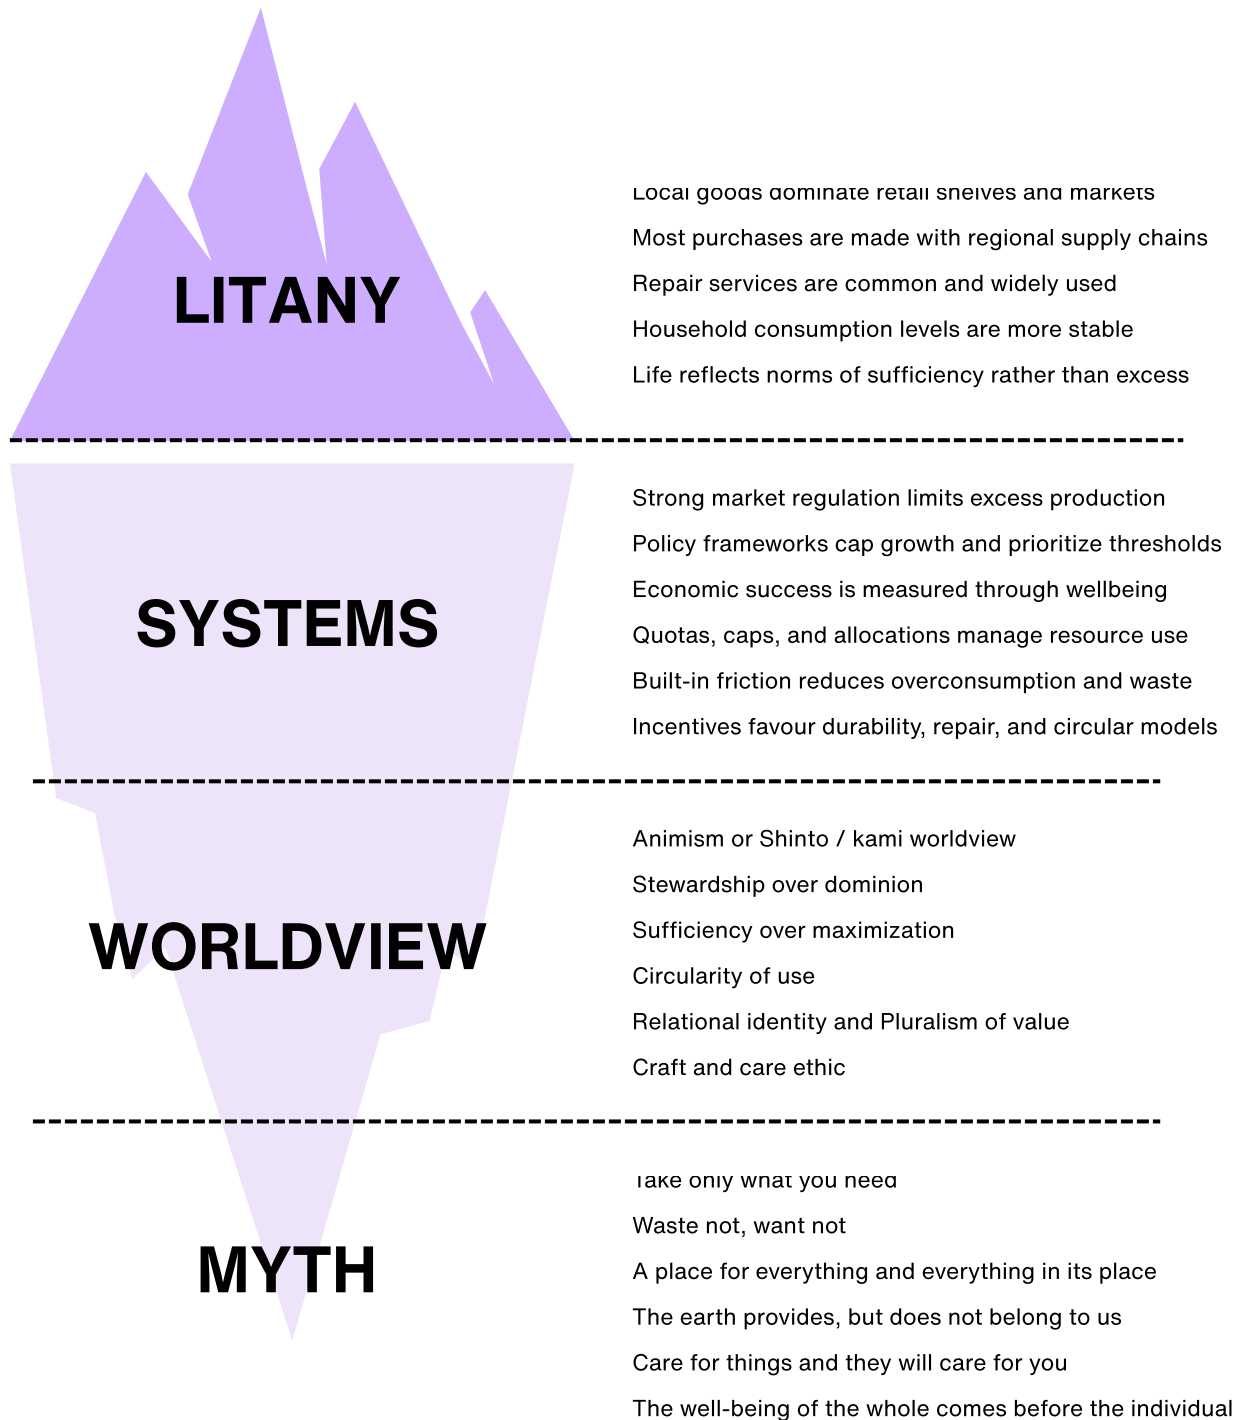 LITANY
Local goods dominate retail shelves and markets
Most purchases are made with regional supply chains
Repair services are common and widely used
Household consumption levels are more stable
Life reflects norms of sufficiency rather than excess
SYSTEMS
Strong market regulation limits excess production
Policy frameworks cap growth and prioritize thresholds
Economic success is measured through wellbeing
Quotas, caps, and allocations manage resource use
Built-in friction reduces overconsumption and waste
Incentives favour durability, repair, and circular models
WORLDVIEW
Animism or Shinto / kami worldview
Stewardship over dominion
Sufficiency over maximization
Circularity of use
Relational identity and Pluralism of value
Craft and care ethic
MYTH
Take only what you need
Waste not, want not
A place for everything and everything in its place
The earth provides, but does not belong to us
Care for things and they will care for you
The well-being of the whole comes before the individual